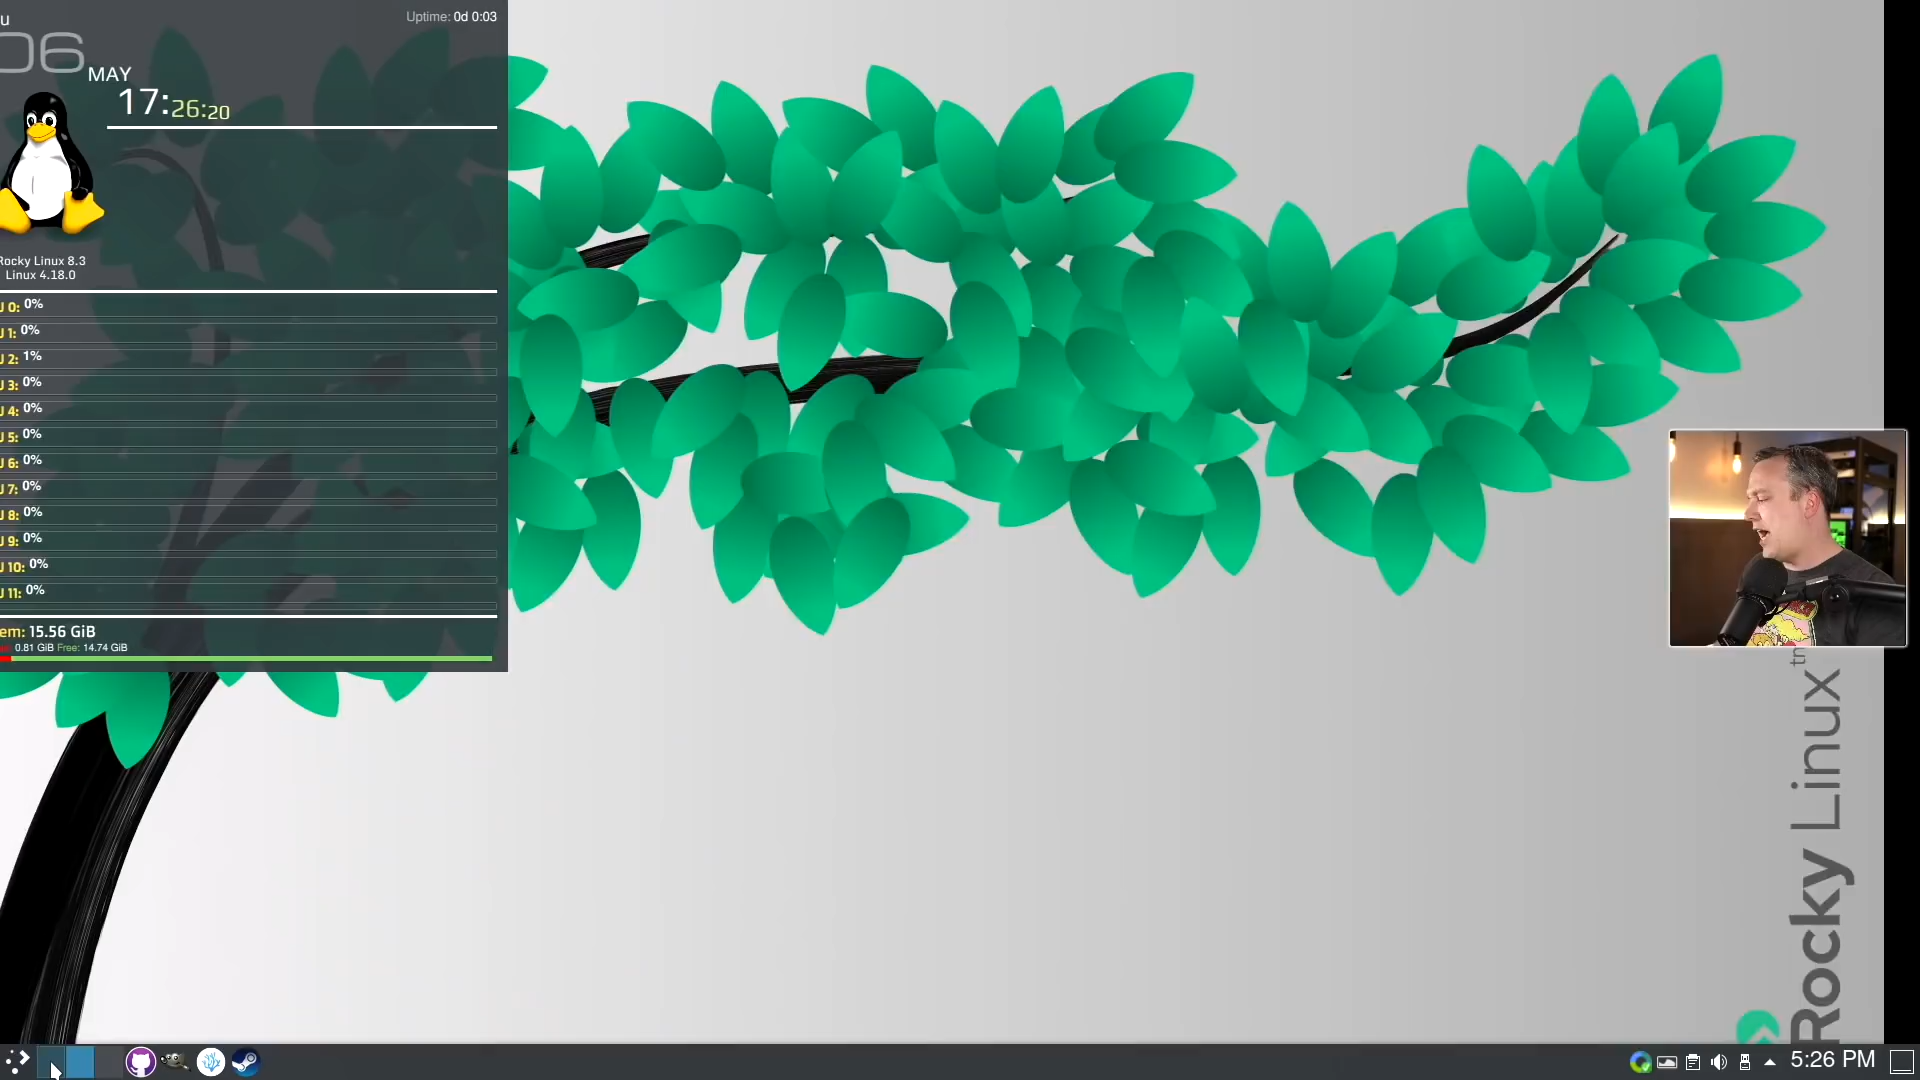 u
Uptime: 0d 0:03
06
MAY
17:26:20
Rocky Linux 8.3
Linux 4.18.0
U 0: 0%
U 1: 0%
U 2: 1%
U 3: 0%
U 4: 0%
U 5: 0%
U 6: 0%
U 7: 0%
U 8: 0%
U 9: 0%
U 10: 0%
U 11: 0%
em: 15.56 GiB
0.81 GiB Free: 14.74 GiB
Rocky Linux™
5:26 PM